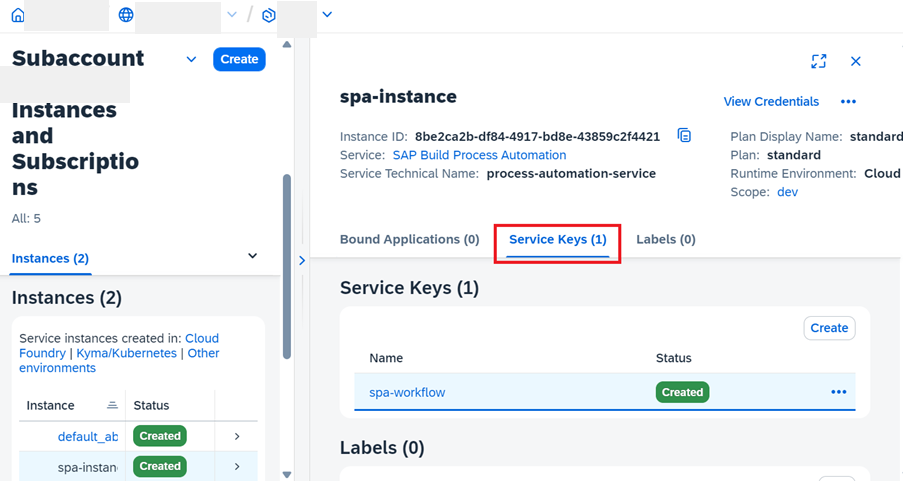 Subaccount
Create
Instances
and
Subscriptio
ns
All: 5
Instances (2)
Instances (2)
Service instances created in: Cloud
Foundry | Kyma/Kubernetes | Other
environments
Instance Status
default_ab Created
spa-instan Created
spa-instance
View Credentials
Instance ID: 8be2ca2b-df84-4917-bd8e-43859c2f4421
Service: SAP Build Process Automation
Service Technical Name: process-automation-service
Plan Display Name: standard
Plan: standard
Runtime Environment: Cloud
Scope: dev
Bound Applications (0) Service Keys (1) Labels (0)
Service Keys (1)
Create
Name Status
spa-workflow Created
Labels (0)